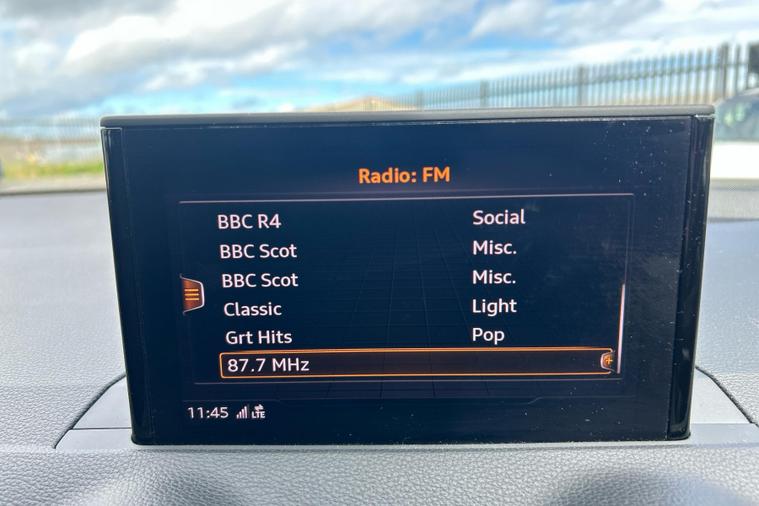 Radio: FM
BBC R4 Social
BBC Scot Misc.
BBC Scot Misc.
Classic Light
Grt Hits Pop
87.7 MHz
11:45 LTE